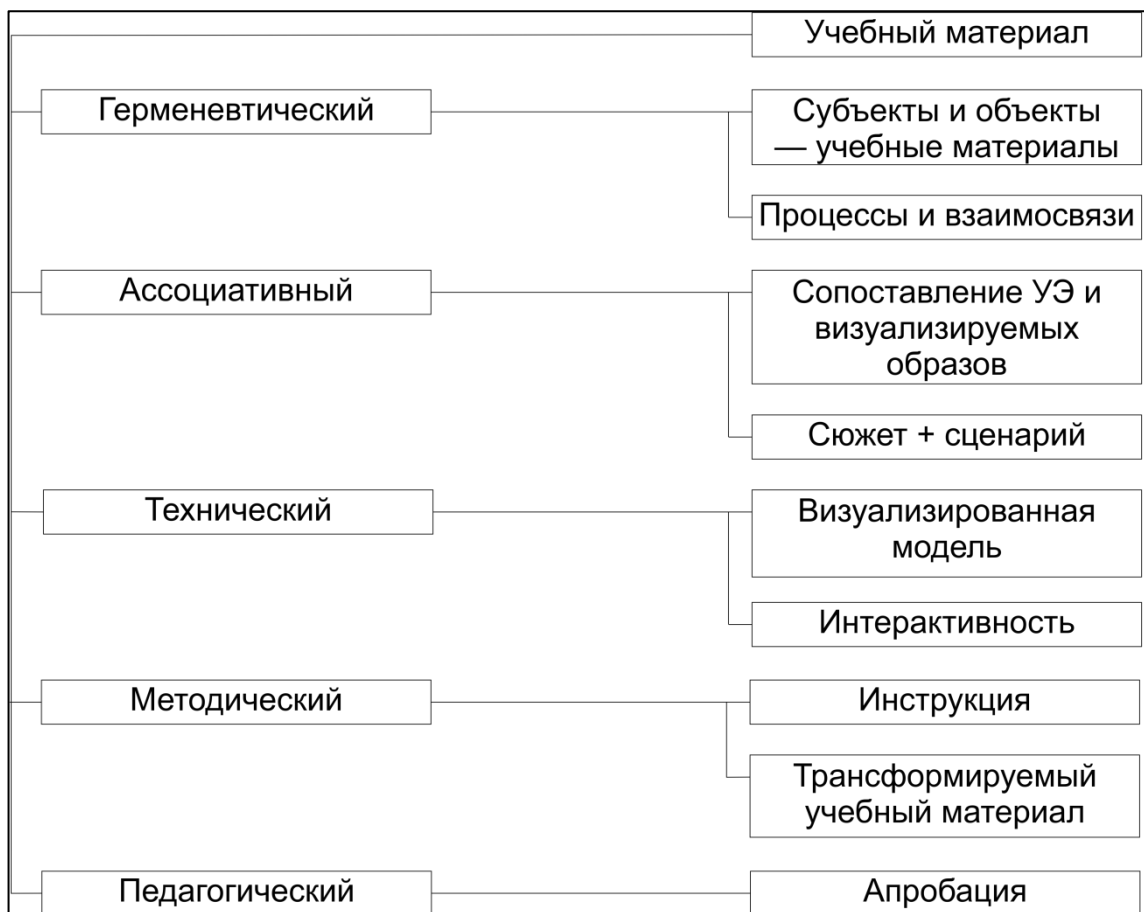 Учебный материал
Герменевтический
Субъекты и объекты
— учебные материалы
Процессы и взаимосвязи
Ассоциативный
Сопоставление УЭ и
визуализируемых
образов
Сюжет + сценарий
Технический
Визуализированная
модель
Интерактивность
Методический
Инструкция
Трансформируемый
учебный материал
Педагогический
Апробация